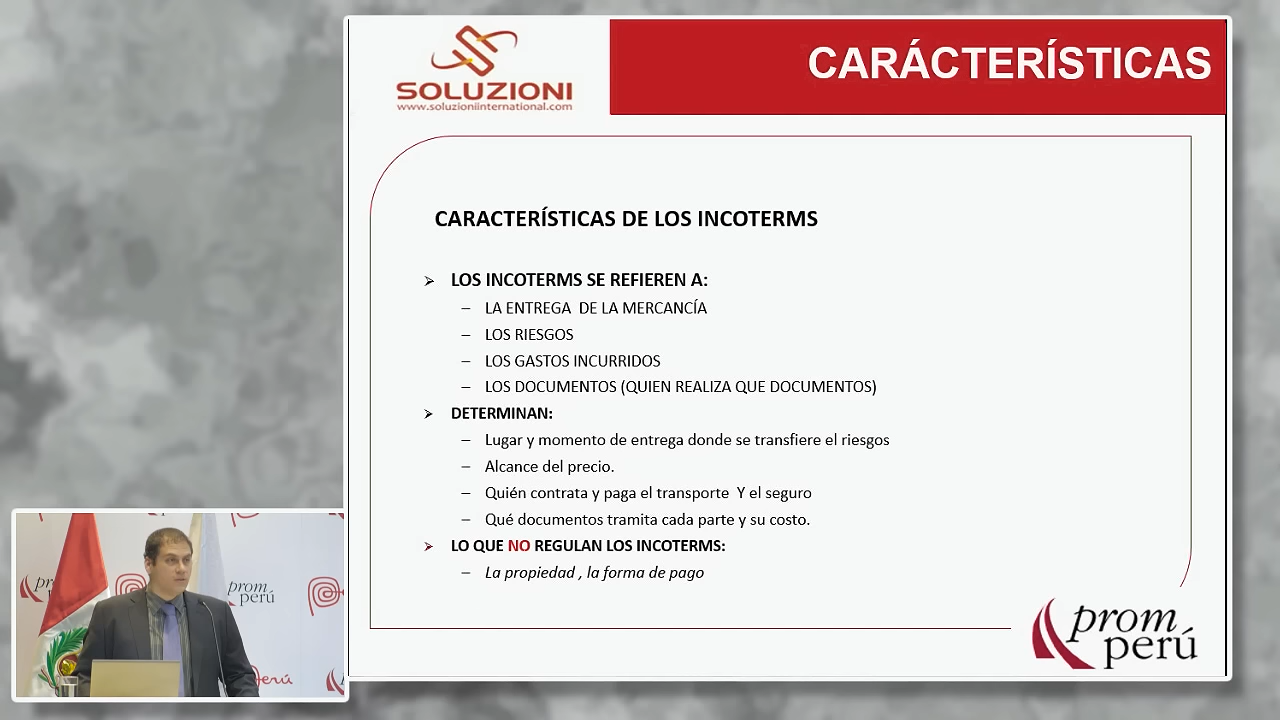 SOLUZIONI
www.soluzioniinternational.com
CARÁCTERÍSTICAS
CARACTERÍSTICAS DE LOS INCOTERMS
LOS INCOTERMS SE REFIEREN A:
– LA ENTREGA DE LA MERCANCÍA
– LOS RIESGOS
– LOS GASTOS INCURRIDOS
– LOS DOCUMENTOS (QUIEN REALIZA QUE DOCUMENTOS)
DETERMINAN:
– Lugar y momento de entrega donde se transfiere el riesgos
– Alcance del precio.
– Quién contrata y paga el transporte Y el seguro
– Qué documentos tramita cada parte y su costo.
LO QUE NO REGULAN LOS INCOTERMS:
– La propiedad , la forma de pago
prom
perú
prom
perú